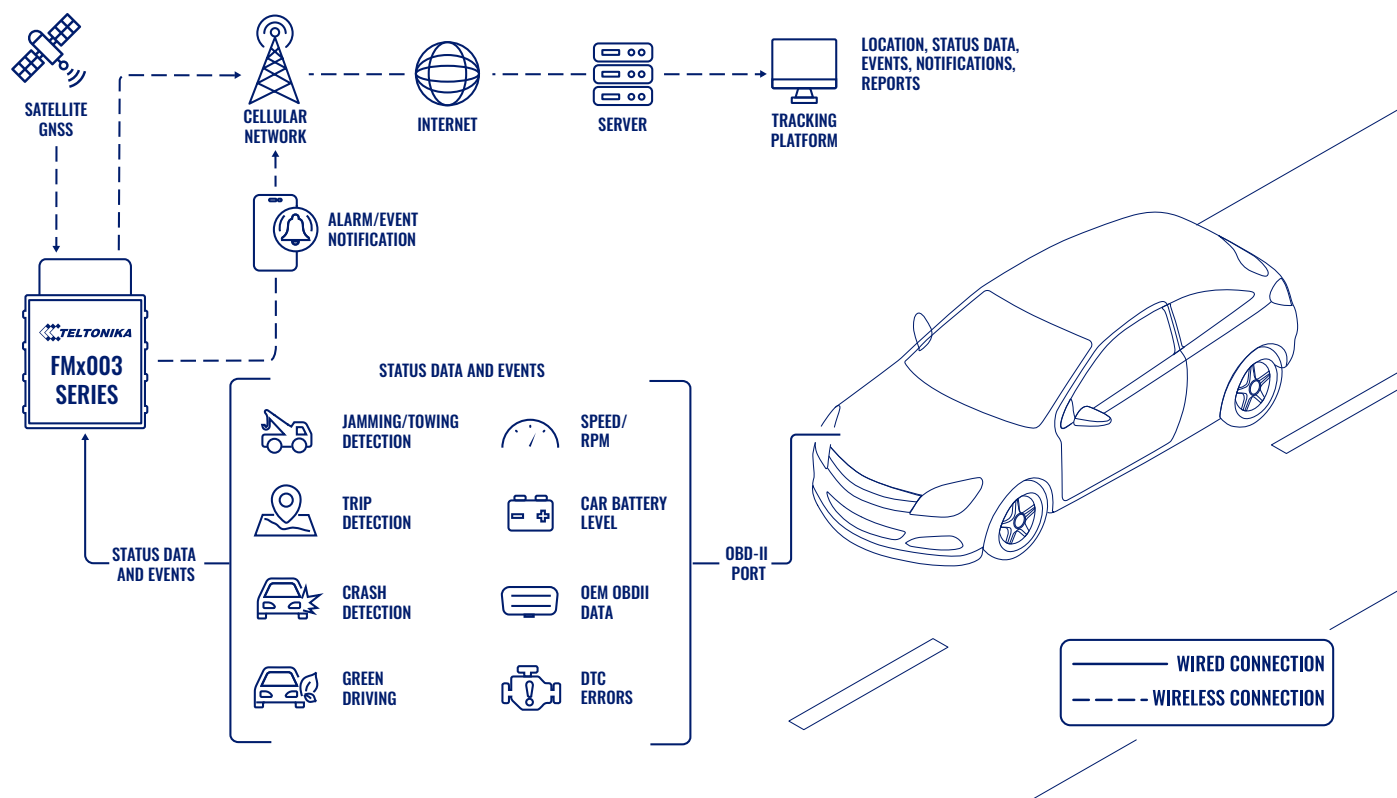 SATELLITE
GNSS
CELLULAR
NETWORK
INTERNET
SERVER
TRACKING
PLATFORM
LOCATION, STATUS DATA,
EVENTS, NOTIFICATIONS,
REPORTS
ALARM/EVENT
NOTIFICATION
TELTONIKA
FMx003
SERIES
STATUS DATA AND EVENTS
JAMMING/TOWING
DETECTION
SPEED/
RPM
TRIP
DETECTION
CAR BATTERY
LEVEL
STATUS DATA
AND EVENTS
OBD-II
PORT
CRASH
DETECTION
OEM OBDII
DATA
GREEN
DRIVING
DTC
ERRORS
WIRED CONNECTION
WIRELESS CONNECTION